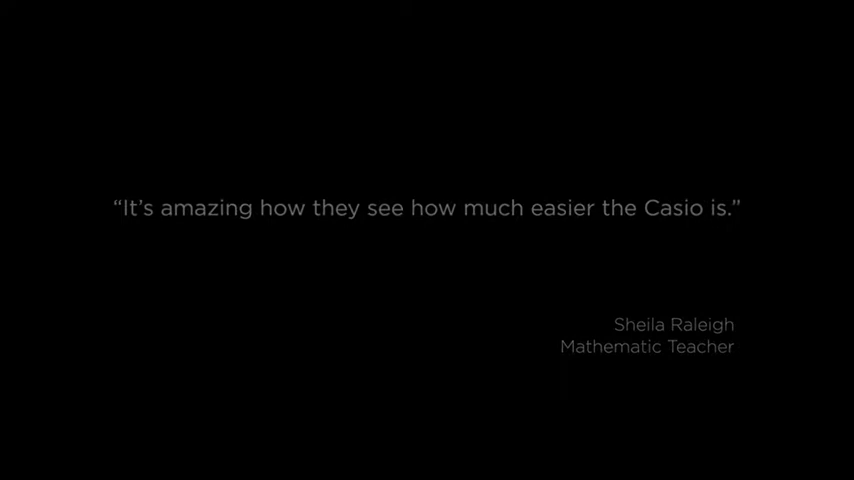 “It’s amazing how they see how much easier the Casio is.”
Sheila Raleigh
Mathematic Teacher